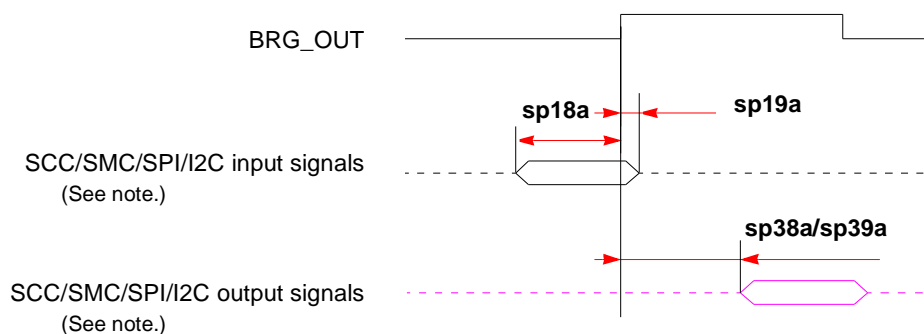 BRG_OUT
sp18a
sp19a
SCC/SMC/SPI/I2C input signals
(See note.)
sp38a/sp39a
SCC/SMC/SPI/I2C output signals
(See note.)